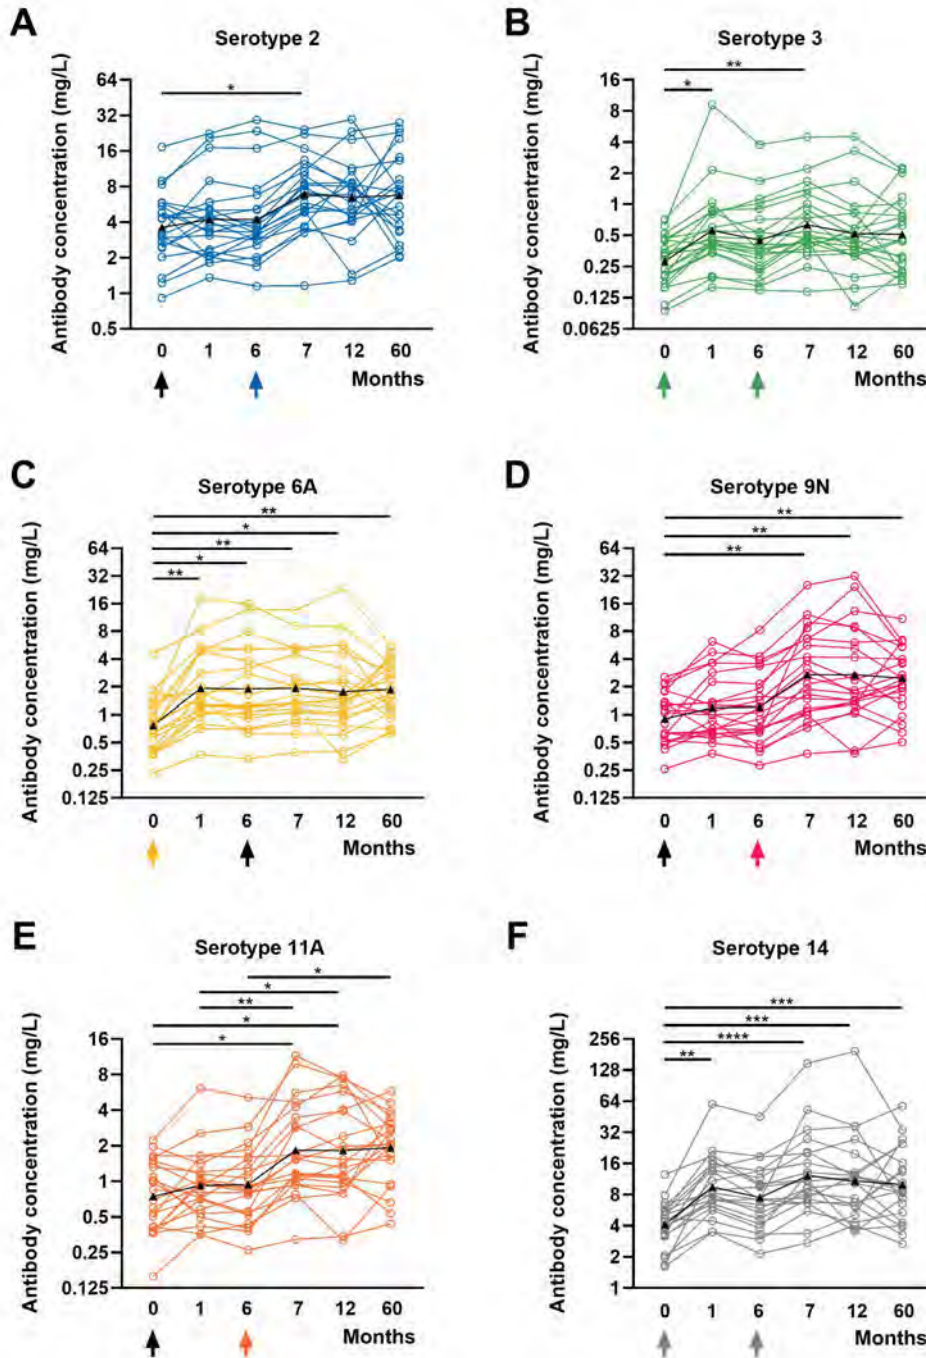 A
Serotype 2
Antibody concentration (mg/L)
64
32
16
8
4
2
1
0.5
*
0 1 6 7 12 60
Months
B
Serotype 3
Antibody concentration (mg/L)
16
8
4
2
1
0.5
0.25
0.125
0.0625
**
*
0 1 6 7 12 60
Months
C
Serotype 6A
Antibody concentration (mg/L)
64
32
16
8
4
2
1
0.5
0.25
0.125
**
*
**
*
**
0 1 6 7 12 60
Months
D
Serotype 9N
Antibody concentration (mg/L)
64
32
16
8
4
2
1
0.5
0.25
0.125
**
**
**
0 1 6 7 12 60
Months
E
Serotype 11A
Antibody concentration (mg/L)
16
8
4
2
1
0.5
0.25
0.125
*
*
**
*
*
0 1 6 7 12 60
Months
F
Serotype 14
Antibody concentration (mg/L)
256
128
64
32
16
8
4
2
1
***
***
****
**
0 1 6 7 12 60
Months